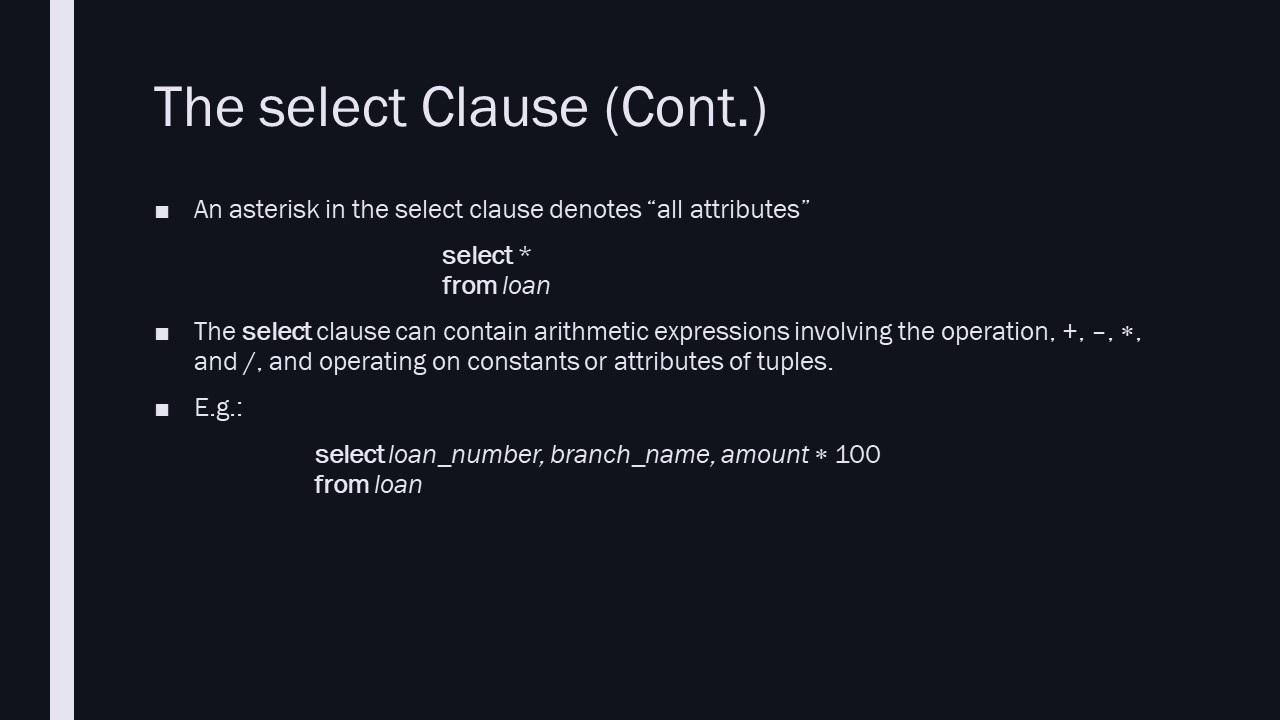 The select Clause (Cont.)
▪ An asterisk in the select clause denotes “all attributes”
select *
from loan
▪ The select clause can contain arithmetic expressions involving the operation, +, –, ∗,
and /, and operating on constants or attributes of tuples.
▪ E.g.:
select loan_number, branch_name, amount ∗ 100
from loan